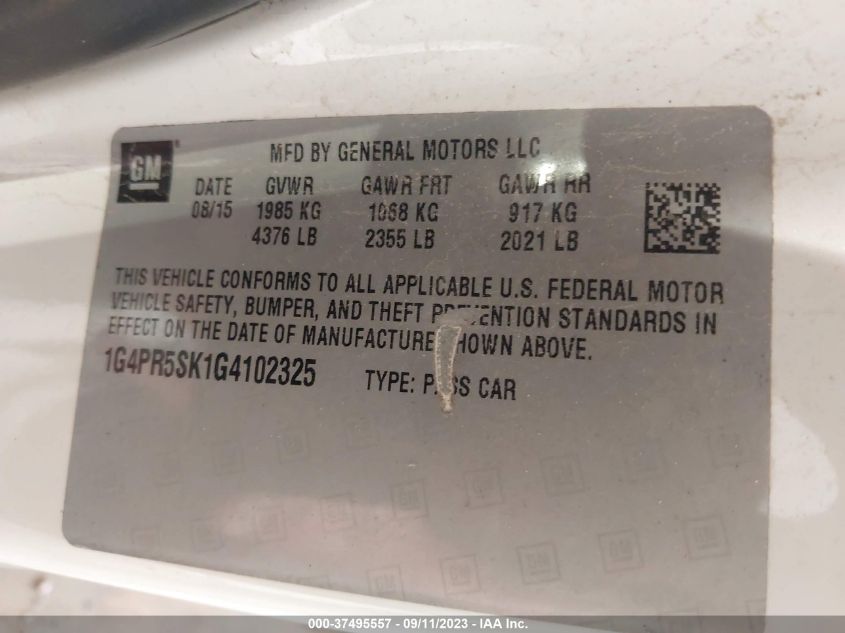 GM
MFD BY GENERAL MOTORS LLC
DATE GVWR GAWR FRT GAWR RR
08/15 1985 KG 1068 KG 917 KG
4376 LB 2355 LB 2021 LB
THIS VEHICLE CONFORMS TO ALL APPLICABLE U.S. FEDERAL MOTOR
VEHICLE SAFETY, BUMPER, AND THEFT STANDARDS IN
EFFECT ON THE DATE OF MANUFACTURE ABOVE.
1G4PR5SK1G4102325 TYPE: CAR
000-37495557 - 09/11/2023 - IAA Inc.